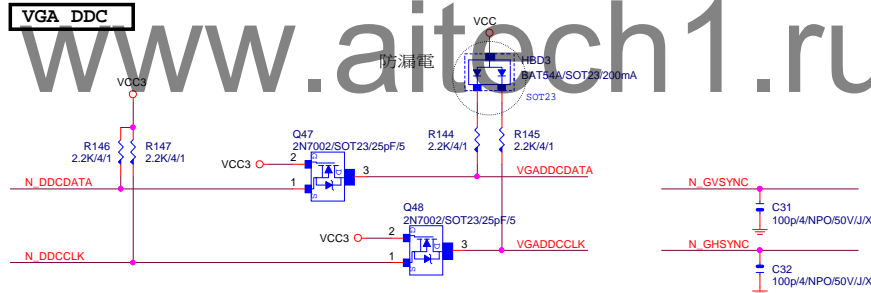 VGA DDC
www.aitech1.ru
VCC
防漏電
HBD3
BAT54A/SOT23/200mA
SOT23
VCC3
R146
2.2K/4/1
R147
2.2K/4/1
Q47
2N7002/SOT23/25pF/5
R144
2.2K/4/1
R145
2.2K/4/1
VCC3
2
G
D
S
1
3
N_DDCDATA
VGADDCDATA
N_GVSYNC
Q48
2N7002/SOT23/25pF/5
C31
100p/4/NPO/50V/J/X
VCC3
2
G
D
S
1
3
N_DDCCLK
VGADDCCLK
N_GHSYNC
C32
100p/4/NPO/50V/J/X